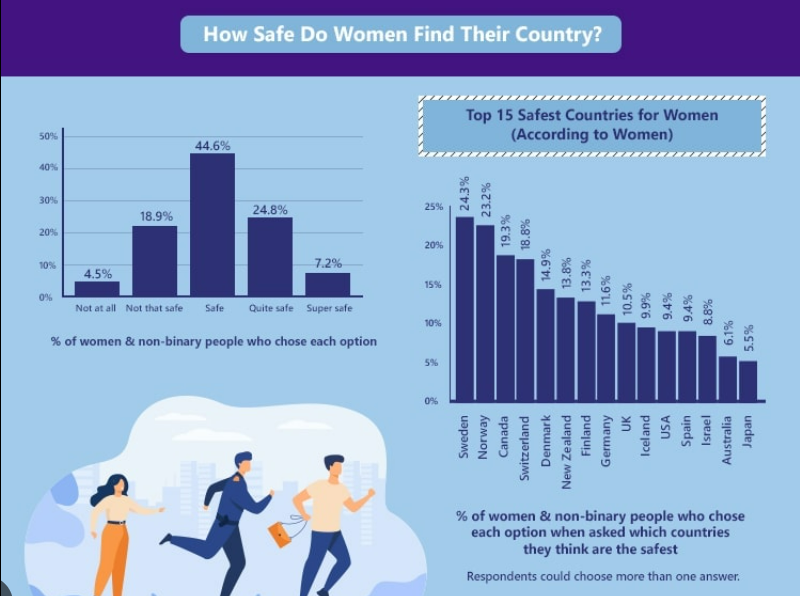 How Safe Do Women Find Their Country?
50%
40%
30%
20%
10%
0%
4.5%
18.9%
44.6%
24.8%
7.2%
Not at all
Not that safe
Safe
Quite safe
Super safe
% of women & non-binary people who chose each option
Top 15 Safest Countries for Women
(According to Women)
25%
20%
15%
10%
5%
0%
24.3%
23.2%
19.3%
18.8%
14.9%
13.8%
13.3%
11.6%
10.5%
9.9%
9.4%
9.4%
8.8%
6.1%
5.5%
Sweden
Norway
Canada
Switzerland
Denmark
New Zealand
Finland
Germany
UK
Iceland
USA
Spain
Israel
Australia
Japan
% of women & non-binary people who chose
each option when asked which countries
they think are the safest
Respondents could choose more than one answer.